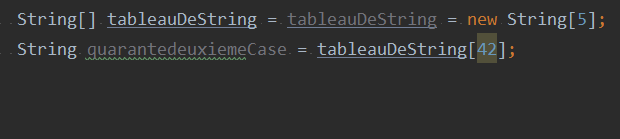 String[] tableauDeString = tableauDeString = new String[5];
String quarantedeuxiemeCase = tableauDeString[42];